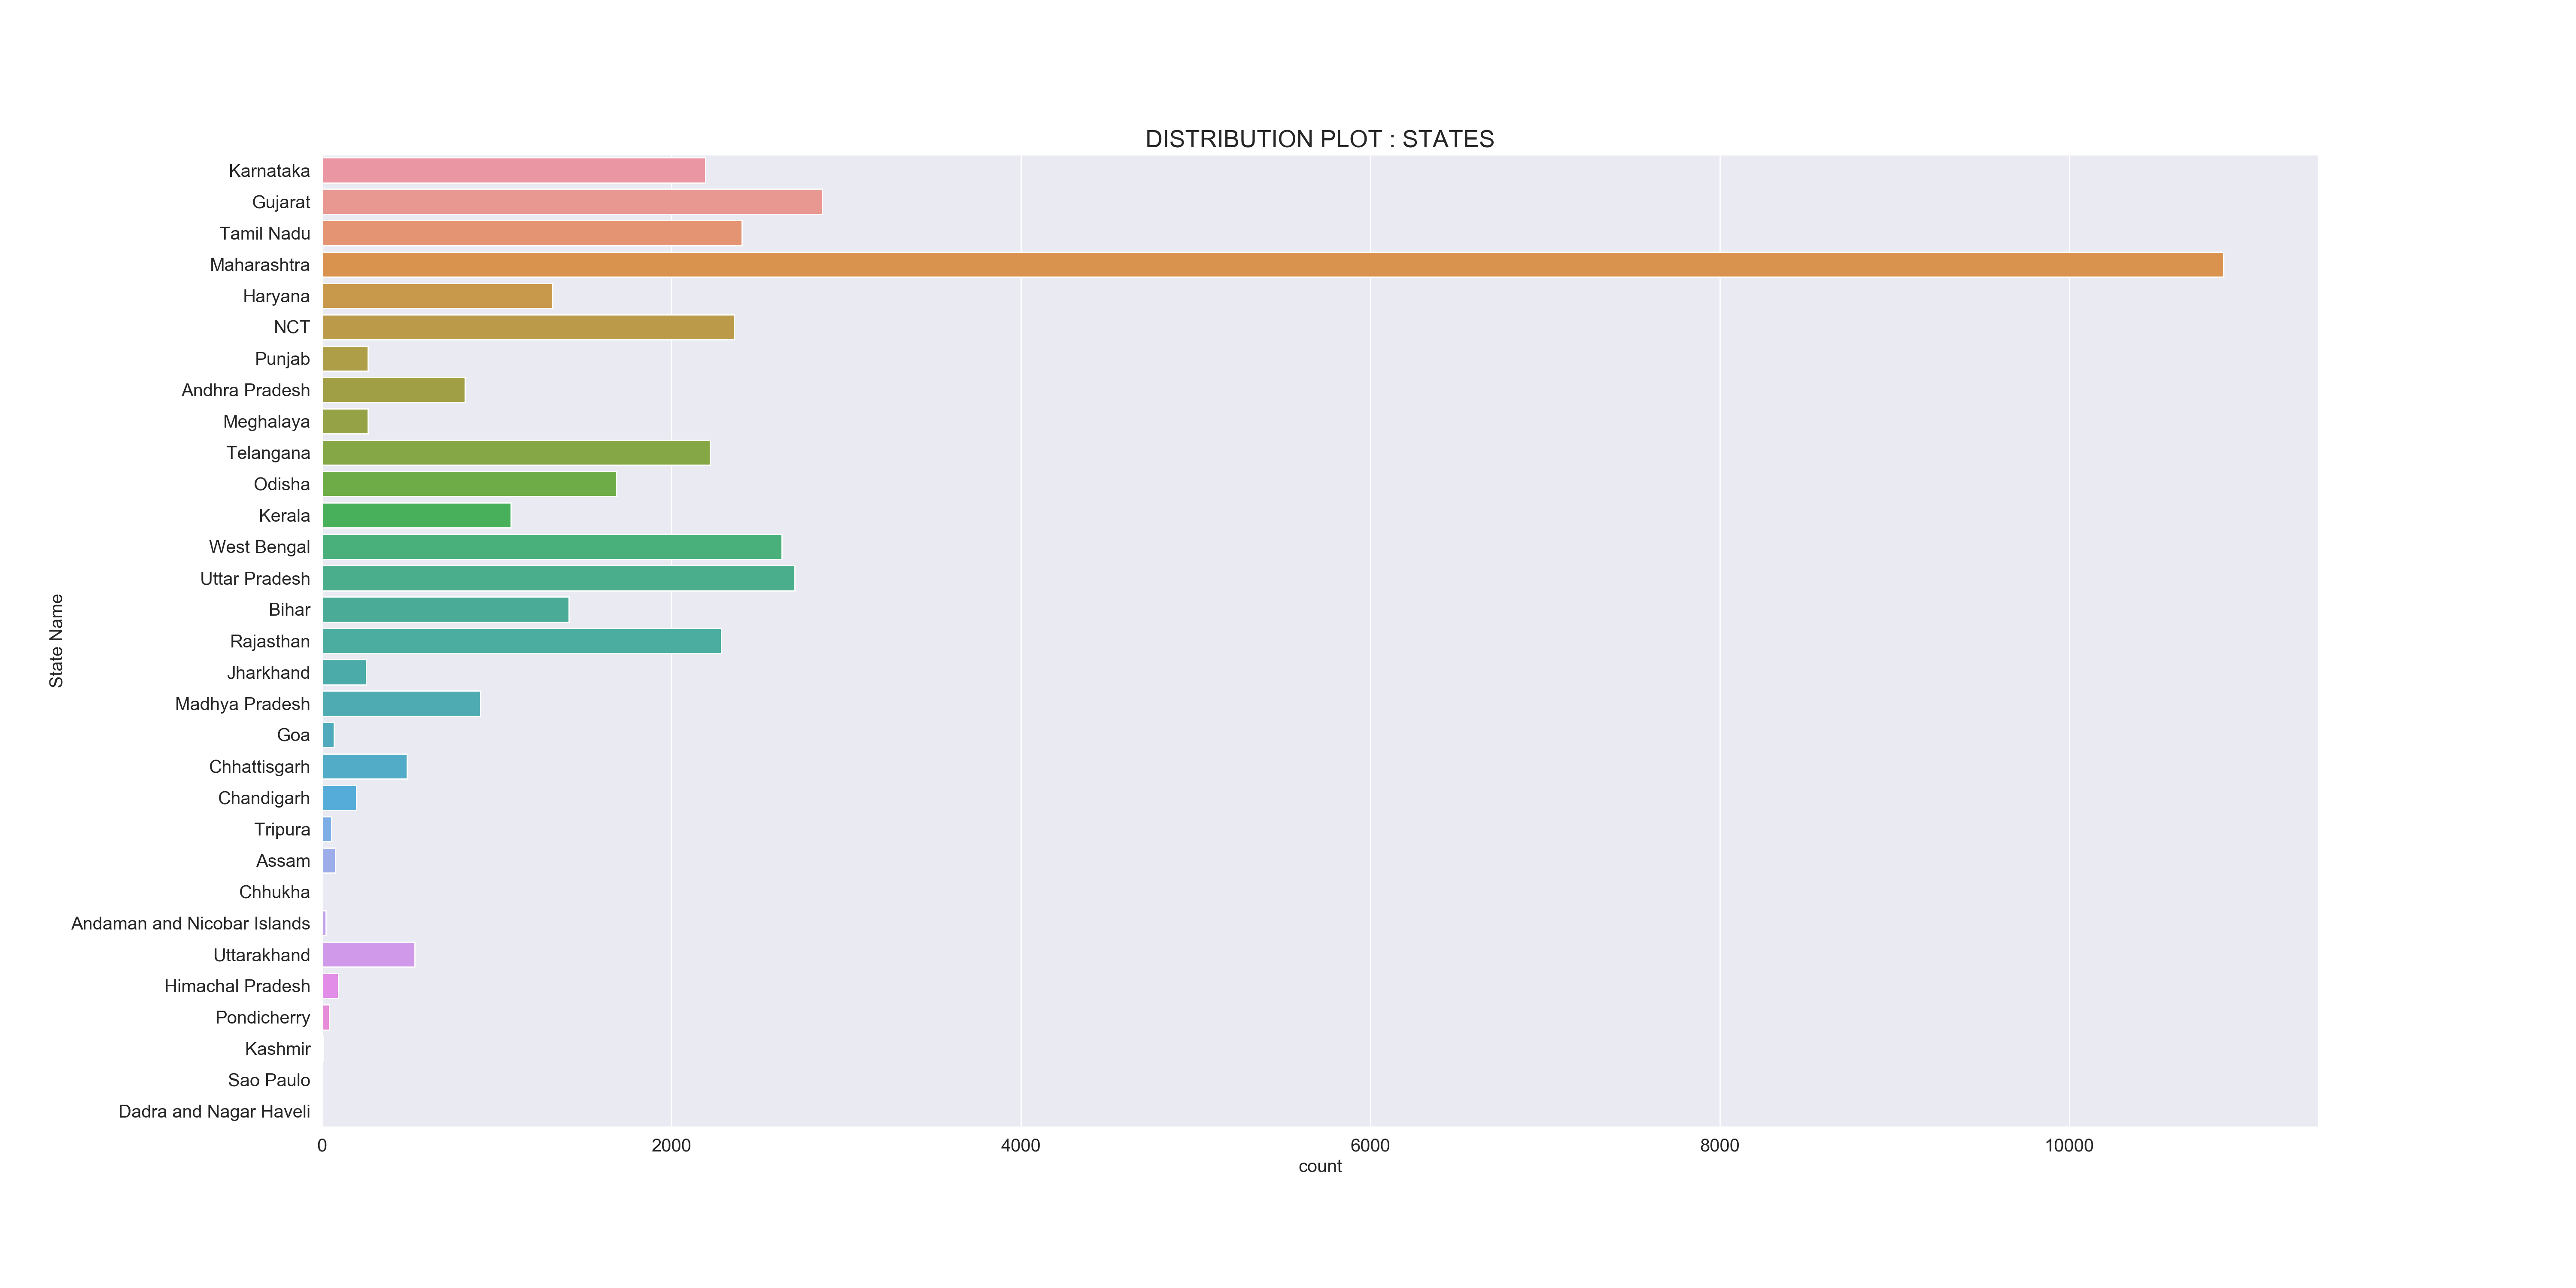 DISTRIBUTION PLOT : STATES
Karnataka
Gujarat
Tamil Nadu
Maharashtra
Haryana
NCT
Punjab
Andhra Pradesh
Meghalaya
Telangana
Odisha
Kerala
West Bengal
Uttar Pradesh
Bihar
Rajasthan
Jharkhand
Madhya Pradesh
Goa
Chhattisgarh
Chandigarh
Tripura
Assam
Chhukha
Andaman and Nicobar Islands
Uttarakhand
Himachal Pradesh
Pondicherry
Kashmir
Sao Paulo
Dadra and Nagar Haveli
State Name
0 2000 4000 6000 8000 10000
count